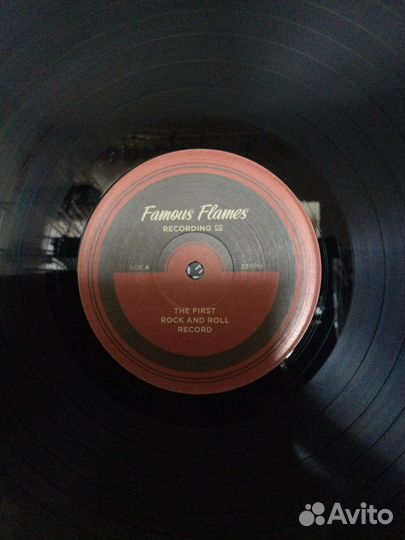 Famous Flames
RECORDING CO
SIDE A
33RPM
THE FIRST
ROCK AND ROLL
RECORD
Avito